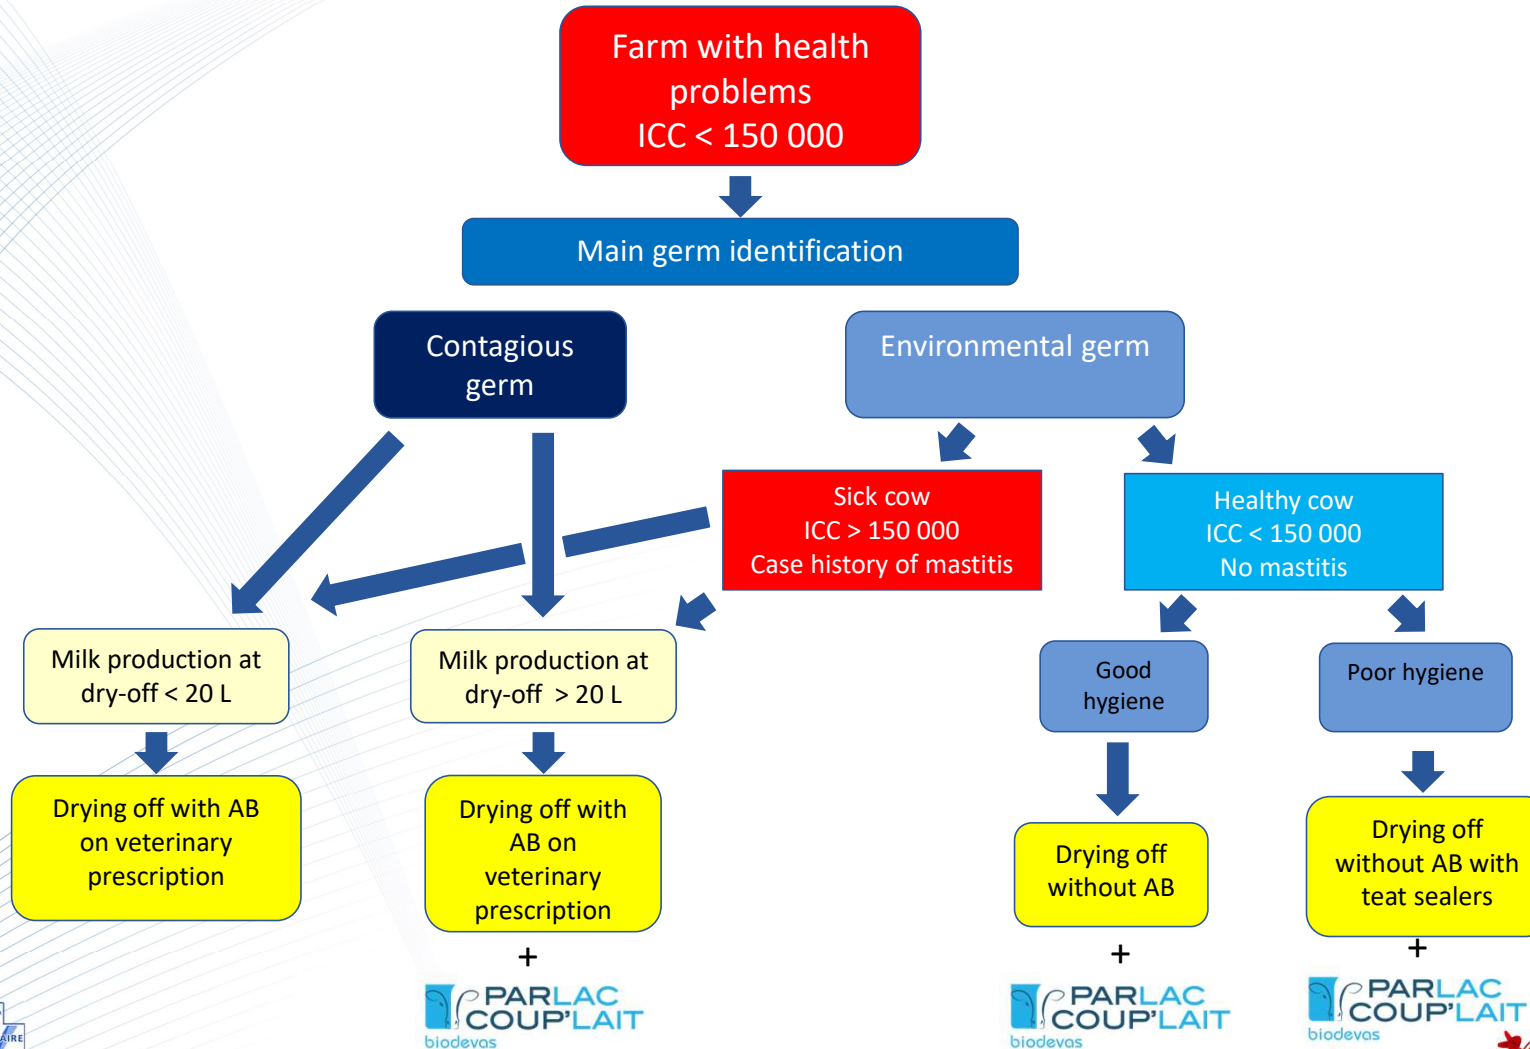 Farm with health
problems
ICC < 150 000
Main germ identification
Contagious
germ
Environmental germ
Sick cow
ICC > 150 000
Case history of mastitis
Healthy cow
ICC < 150 000
No mastitis
Milk production at
dry-off < 20 L
Milk production at
dry-off > 20 L
Good
hygiene
Poor hygiene
Drying off with AB
on veterinary
prescription
Drying off with
AB on
veterinary
prescription
Drying off
without AB
Drying off
without AB with
teat sealers
+
PARLAC
COUP'LAIT
biodevas
+
PARLAC
COUP'LAIT
biodevas
+
PARLAC
COUP'LAIT
biodevas
AIRE